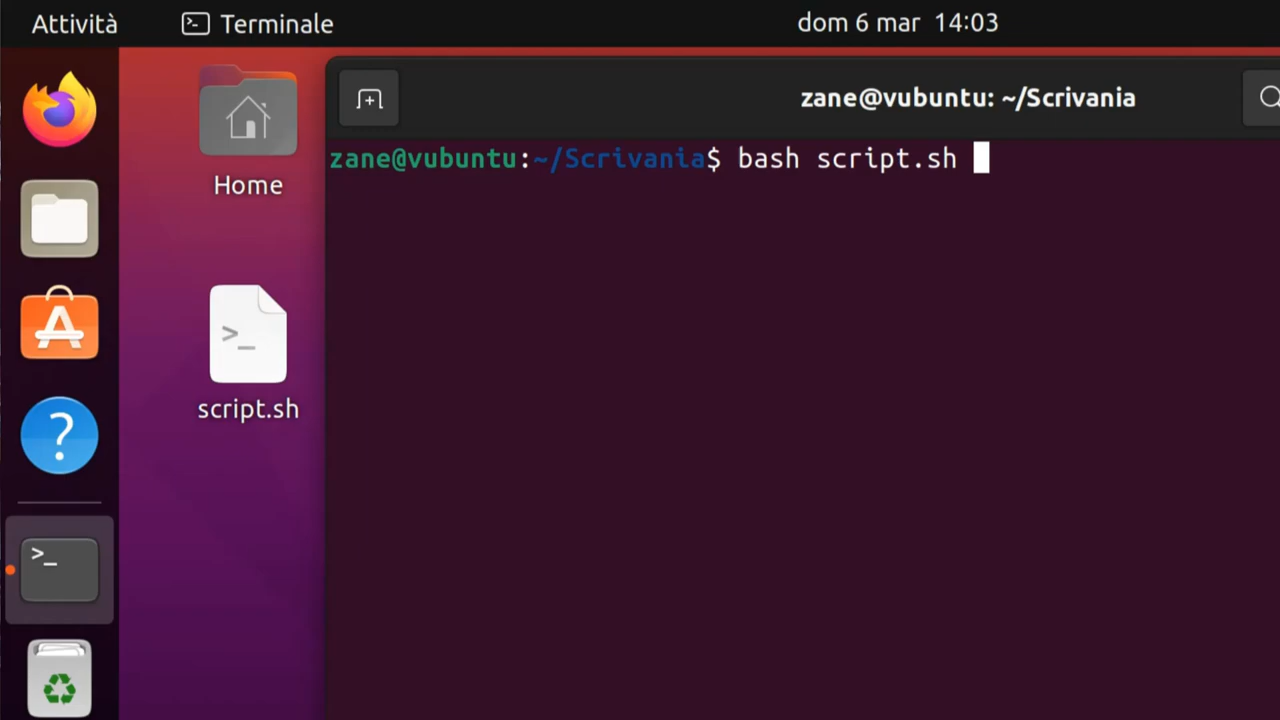 Attività
Terminale
dom 6 mar 14:03
zane@vubuntu: ~/Scrivania
zane@vubuntu:~/Scrivania$ bash script.sh
Home
script.sh